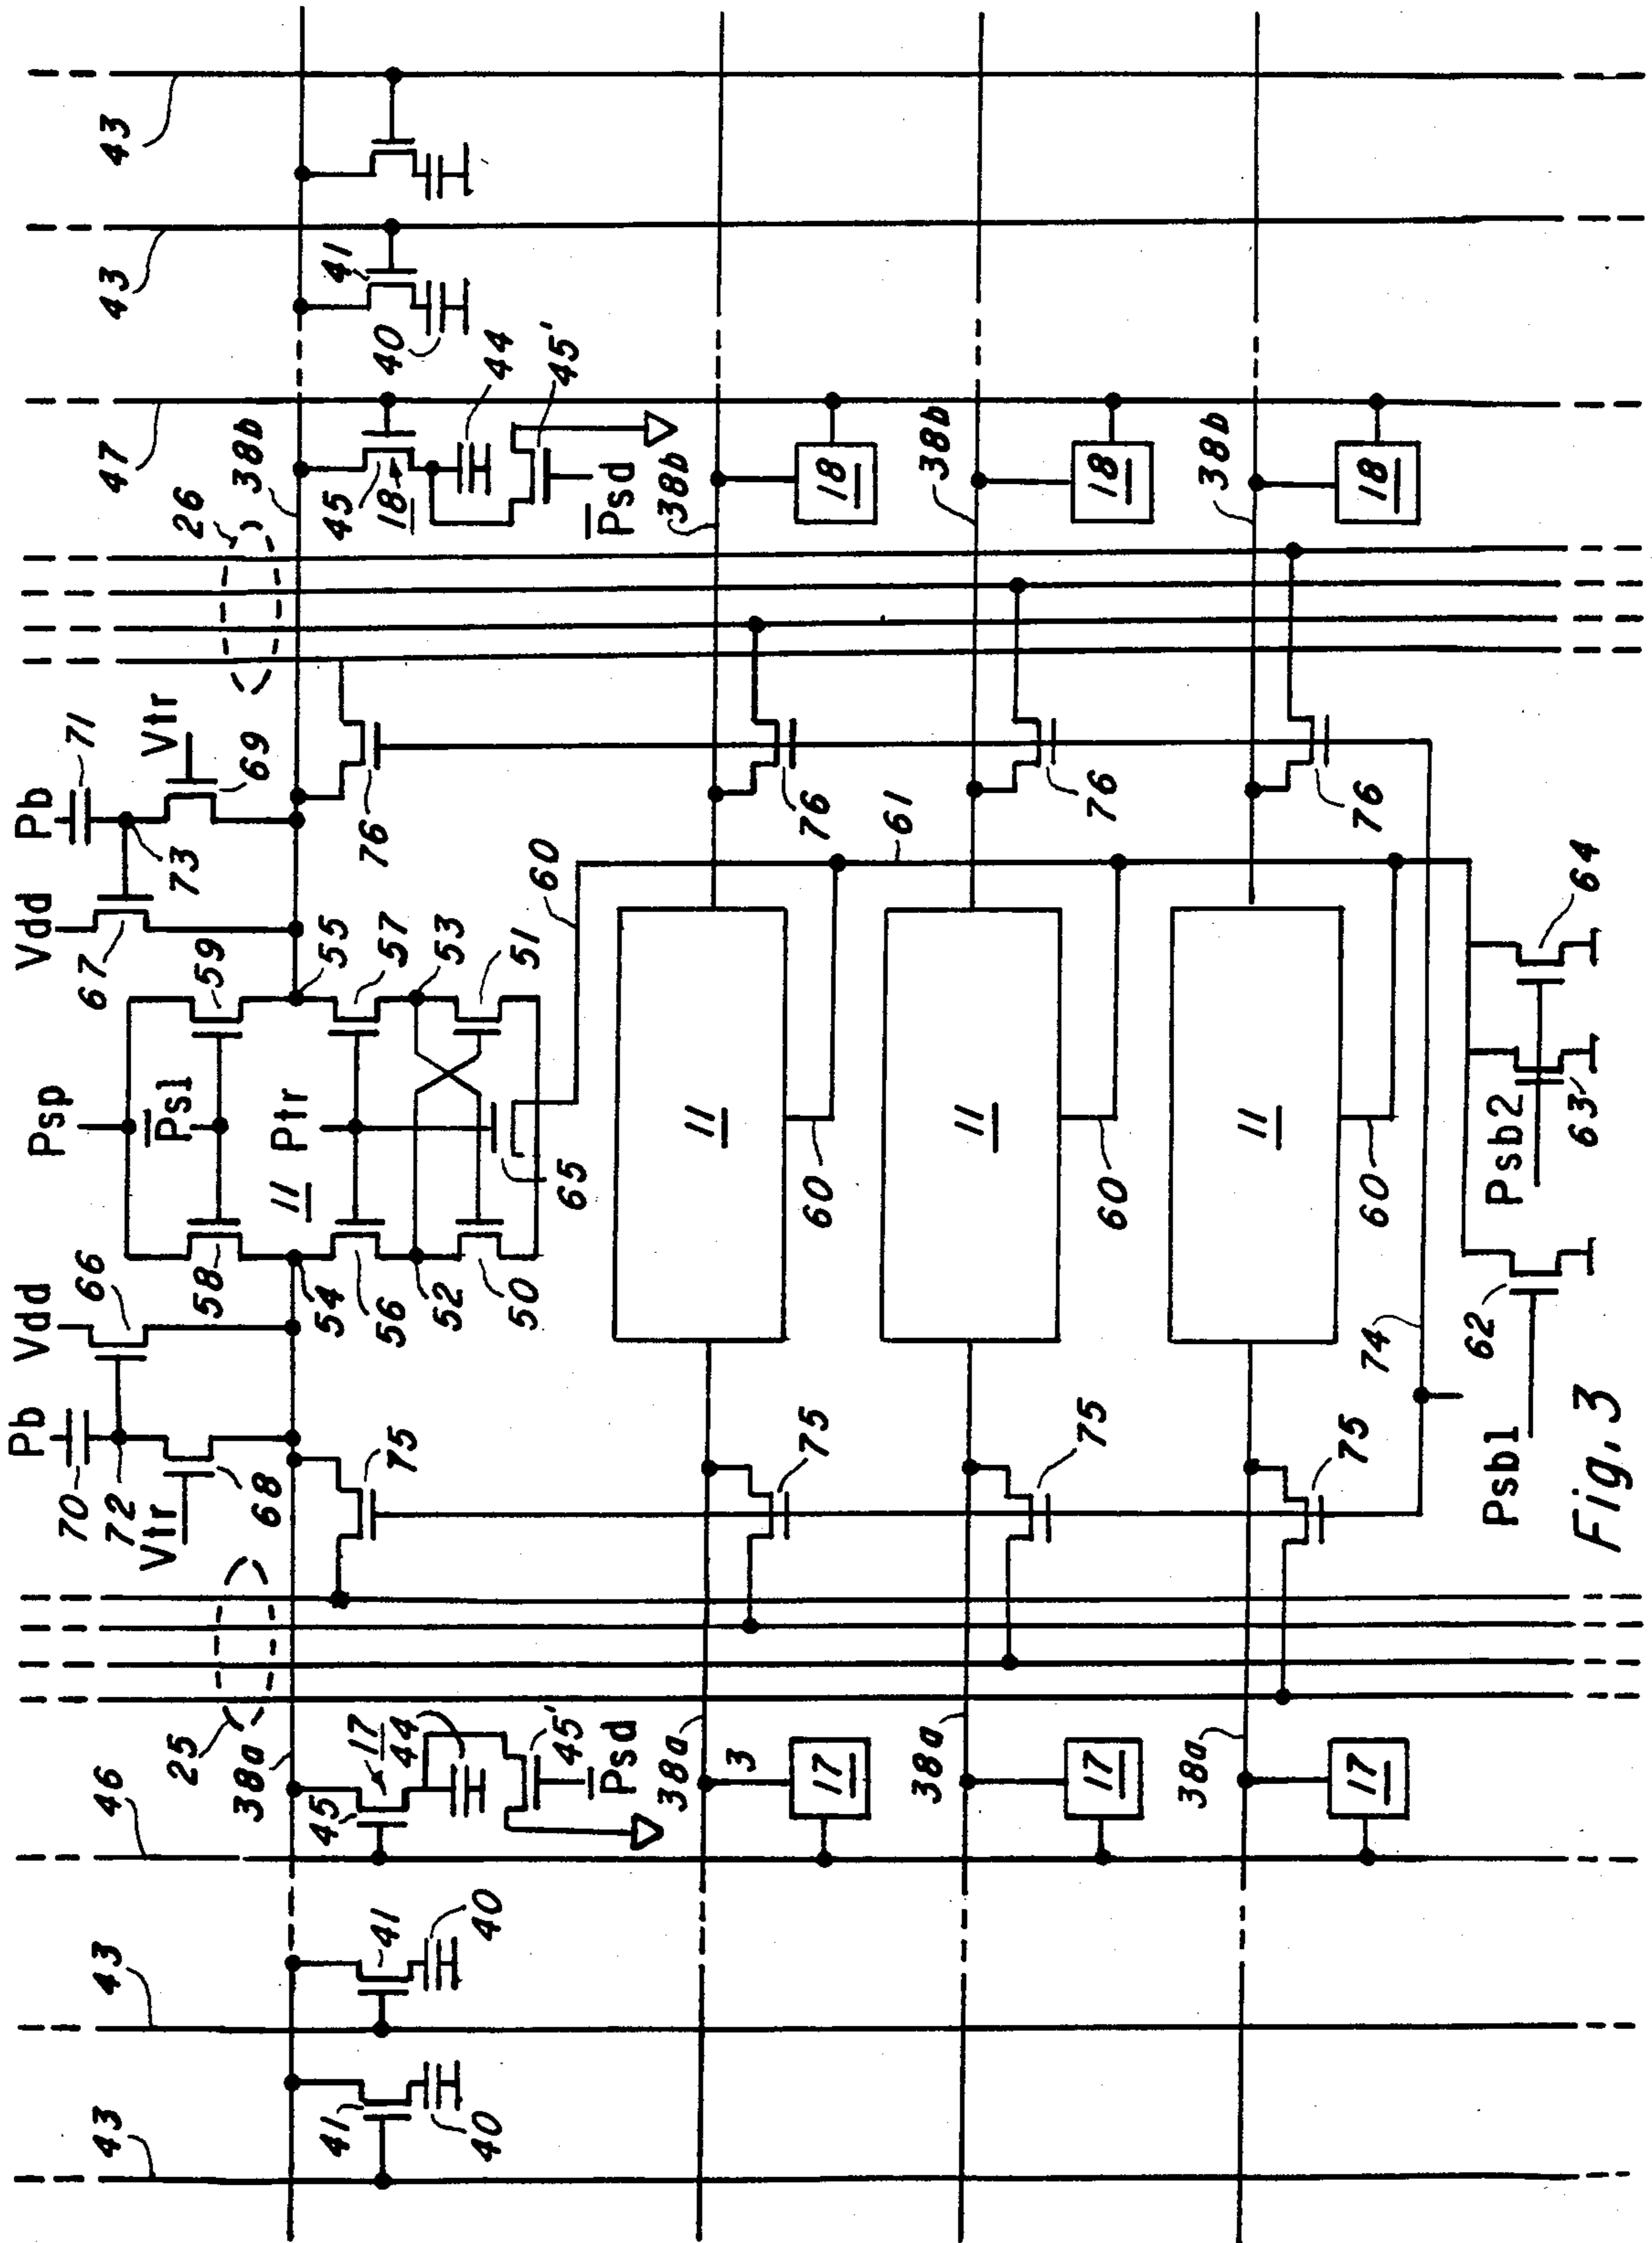 Pb Vdd Psp Vdd Pb
70 66 71
43 43 46 72 67 47 43 43
Vtr P̅sl Vtr
25 58 59 73 26
38a 68 69 38b
11 Ptr
41 45 54 55 45 41
41 17 75 56 57 76 18 40
44
40 40 52 50 53 51 44
45' 65 60 45'
P̅sd P̅sd
38a 11 38b
3
17 75 60 76 18
61
38a 11 38b
17 75 60 76 18
38a 11 38b
17 75 60 76 18
74
62 Psb2 63 64
Psb1
Fig. 3